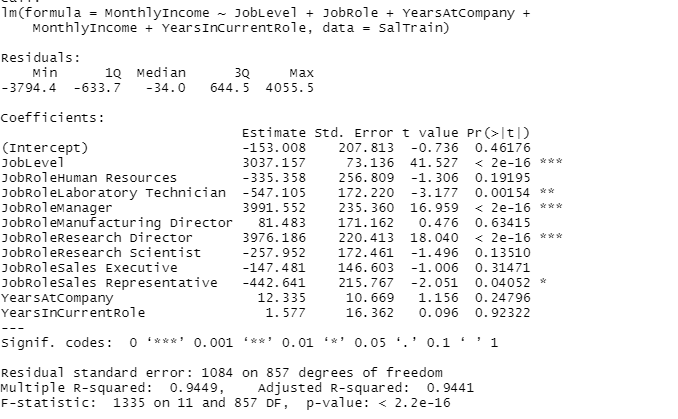 lm(formula = MonthlyIncome ~ JobLevel + JobRole + YearsAtCompany +
    MonthlyIncome + YearsInCurrentRole, data = SalTrain)

Residuals:
    Min      1Q  Median      3Q     Max
-3794.4  -633.7   -34.0   644.5  4055.5

Coefficients:
                              Estimate Std. Error t value Pr(>|t|)
(Intercept)                   -153.008    207.813  -0.736  0.46176
JobLevel                      3037.157     73.136  41.527  < 2e-16 ***
JobRoleHuman Resources        -335.358    256.809  -1.306  0.19195
JobRoleLaboratory Technician  -547.105    172.220  -3.177  0.00154 **
JobRoleManager                3991.552    235.360  16.959  < 2e-16 ***
JobRoleManufacturing Director   81.483    171.162   0.476  0.63415
JobRoleResearch Director      3976.186    220.413  18.040  < 2e-16 ***
JobRoleResearch Scientist     -257.952    172.461  -1.496  0.13510
JobRoleSales Executive        -147.481    146.603  -1.006  0.31471
JobRoleSales Representative   -442.641    215.767  -2.051  0.04052 *
YearsAtCompany                  12.335     10.669   1.156  0.24796
YearsInCurrentRole               1.577     16.362   0.096  0.92322
---
Signif. codes:  0 ‘***’ 0.001 ‘**’ 0.01 ‘*’ 0.05 ‘.’ 0.1 ‘ ’ 1

Residual standard error: 1084 on 857 degrees of freedom
Multiple R-squared:  0.9449,	Adjusted R-squared:  0.9441
F-statistic:  1335 on 11 and 857 DF,  p-value: < 2.2e-16